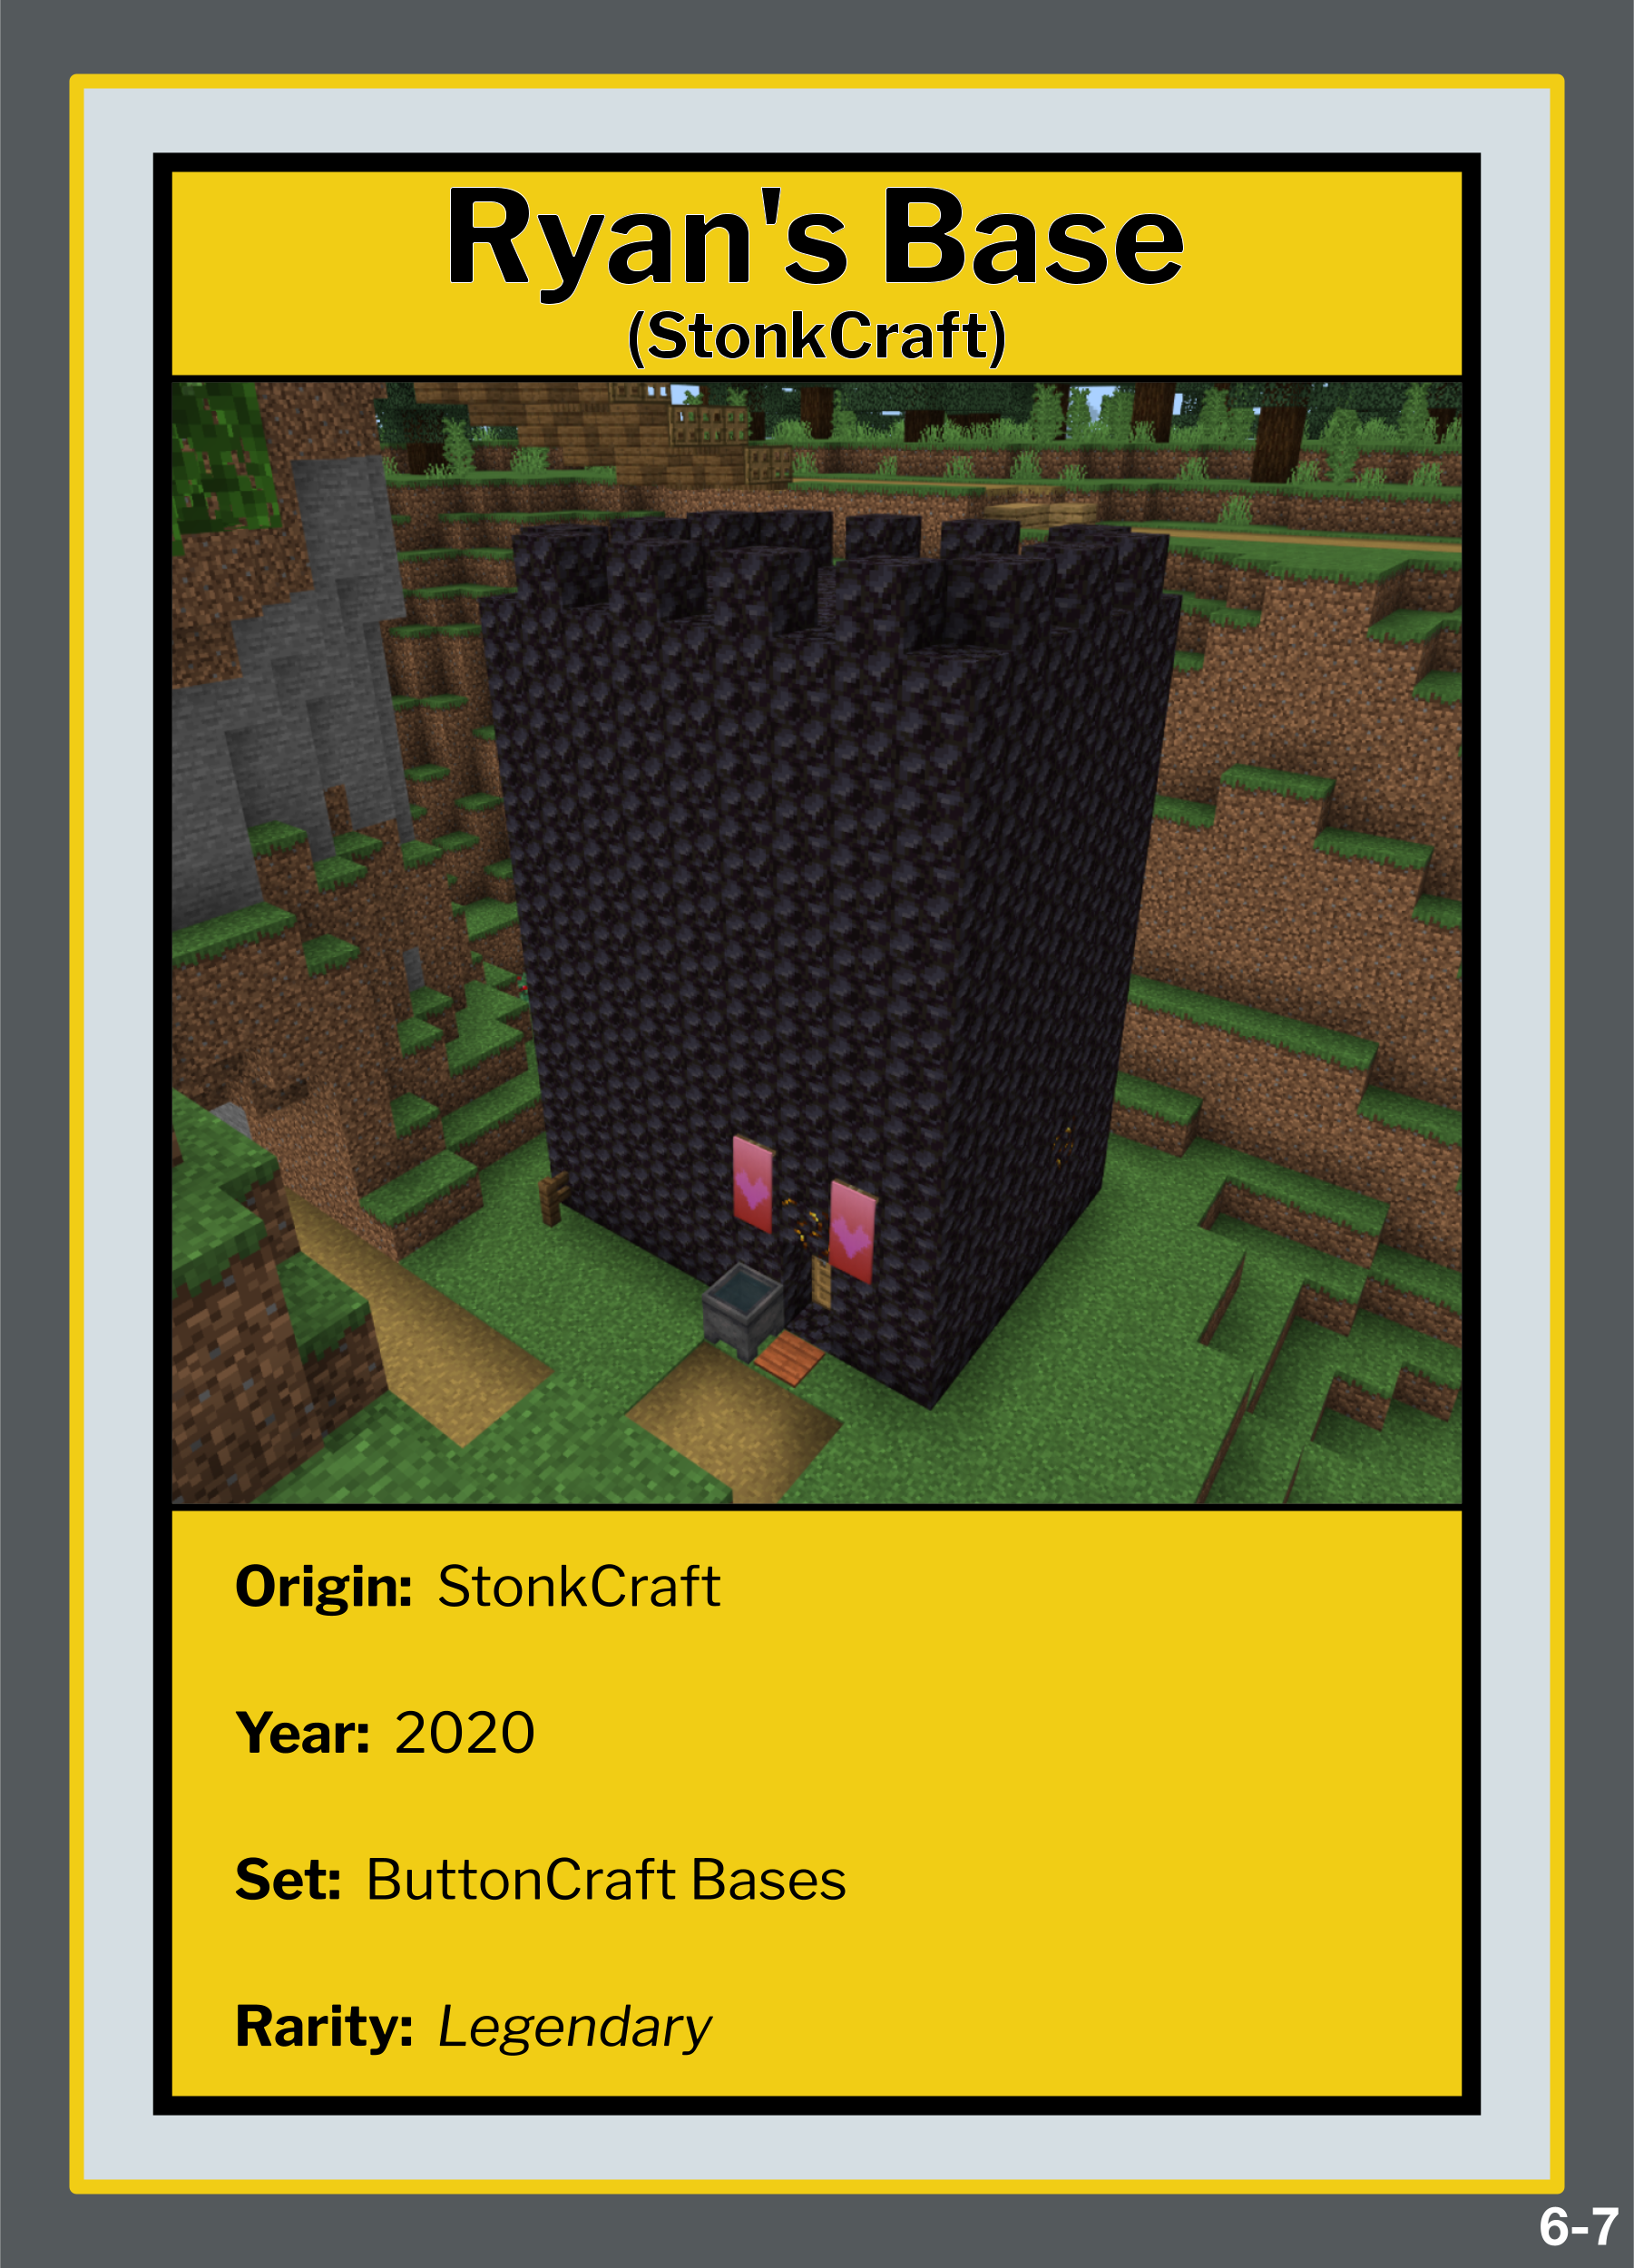 Ryan's Base
(StonkCraft)
Origin: StonkCraft
Year: 2020
Set: ButtonCraft Bases
Rarity: Legendary
6-7